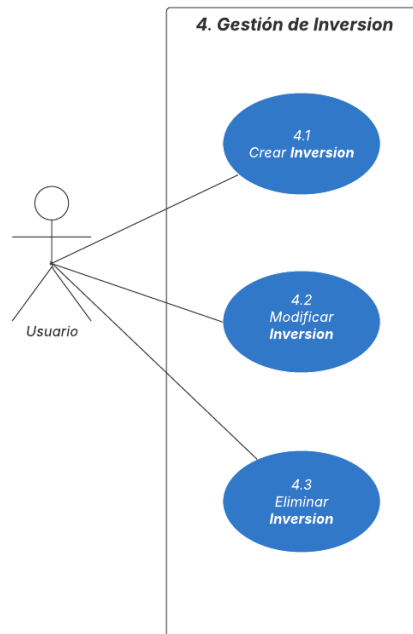 4. Gestión de Inversion
4.1
Crear Inversion
4.2
Modificar
Inversion
Usuario
4.3
Eliminar
Inversion